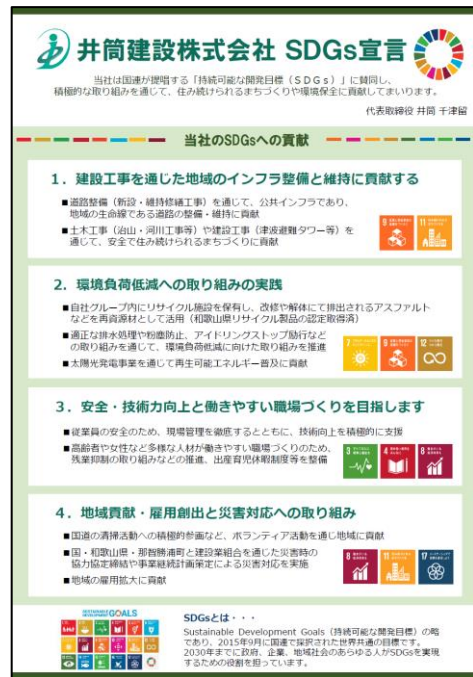 井筒建設株式会社 SDGs宣言
当社は国連が提唱する「持続可能な開発目標（SDGs）」に賛同し、
積極的な取り組みを通じて、住み続けられるまちづくりや環境保全に貢献してまいります。
代表取締役 井筒 千津留
当社のSDGsへの貢献
1．建設工事を通じた地域のインフラ整備と維持に貢献する
■道路整備（新設・維持修繕工事）を通じて、公共インフラであり、
地域の生命線である道路の整備・維持に貢献
■土木工事（治山・河川工事等）や建設工事（津波避難タワー等）を
通じて、安全で住み続けられるまちづくりに貢献
9
11
2．環境負荷低減への取り組みの実践
■自社グループ内にリサイクル施設を保有し、改修や解体にて排出されるアスファルト
などを再資源材として活用（和歌山県リサイクル製品の認定取得済）
■適正な排水処理や粉塵防止、アイドリングストップ励行など
の取り組みを通じて、環境負荷低減に向けた取り組みを推進
■太陽光発電事業を通じて再生可能エネルギー普及に貢献
7
9
12
3．安全・技術力向上と働きやすい職場づくりを目指します
■従業員の安全のため、現場管理を徹底するとともに、技術向上を積極的に支援
■高齢者や女性など多様な人材が働きやすい職場づくりのため、
残業抑制の取り組みなどの推進、出産育児休暇制度等を整備
3
4
8
4．地域貢献・雇用創出と災害対応への取り組み
■国道の清掃活動への積極的参画など、ボランティア活動を通じ地域に貢献
■国・和歌山県・那智勝浦町と建設業組合を通じた災害時の
協力協定締結や事業継続計画策定による災害対応を実施
■地域の雇用拡大に貢献
8
11
17
SUSTAINABLE DEVELOPMENT GOALS
SDGsとは・・・
Sustainable Development Goals（持続可能な開発目標）の略
であり、2015年9月に国連で採択された世界共通の目標です。
2030年までに政府、企業、地域社会のあらゆる人がSDGsを実現
するための役割を担っています。